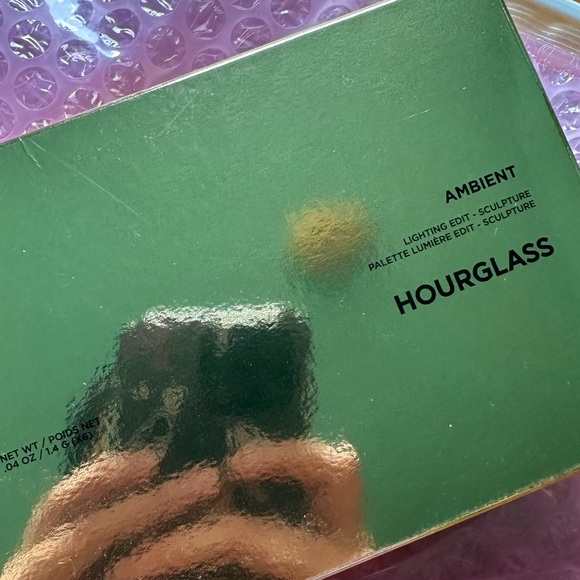 AMBIENT
LIGHTING EDIT - SCULPTURE
PALETTE LUMIÈRE EDIT - SCULPTURE
HOURGLASS
NET WT / POIDS NET
.04 OZ / 1.4 G (X6)